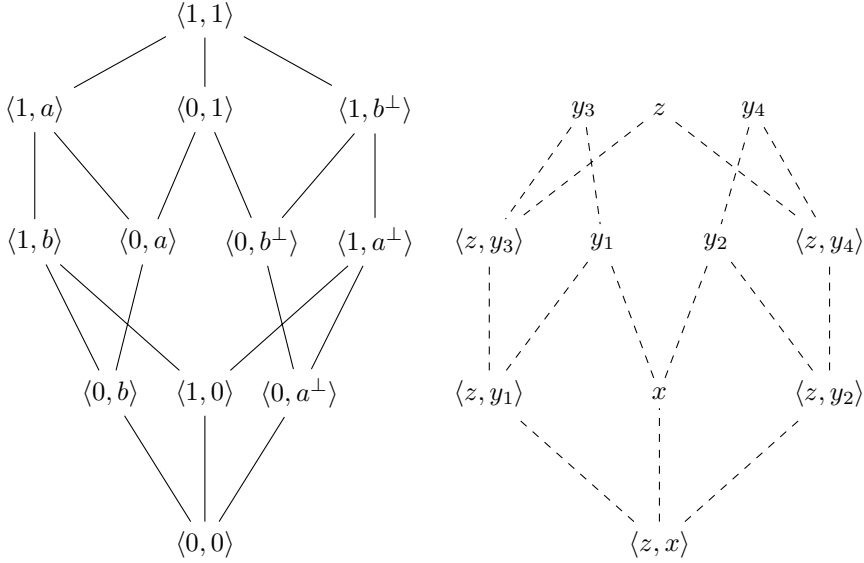 ⟨1, 1⟩
⟨1, a⟩ ⟨0, 1⟩ ⟨1, b⊥⟩ y₃ z y₄
⟨1, b⟩ ⟨0, a⟩ ⟨0, b⊥⟩ ⟨1, a⊥⟩ ⟨z, y₃⟩ y₁ y₂ ⟨z, y₄⟩
⟨0, b⟩ ⟨1, 0⟩ ⟨0, a⊥⟩ ⟨z, y₁⟩ x ⟨z, y₂⟩
⟨0, 0⟩ ⟨z, x⟩